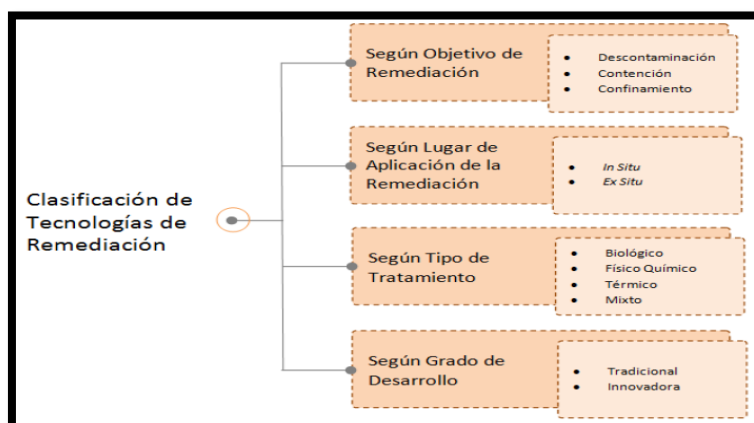 Clasificación de
Tecnologías de
Remediación
Según Objetivo de
Remediación
• Descontaminación
• Contención
• Confinamiento
Según Lugar de
Aplicación de la
Remediación
• In Situ
• Ex Situ
Según Tipo de
Tratamiento
• Biológico
• Físico Químico
• Térmico
• Mixto
Según Grado de
Desarrollo
• Tradicional
• Innovadora